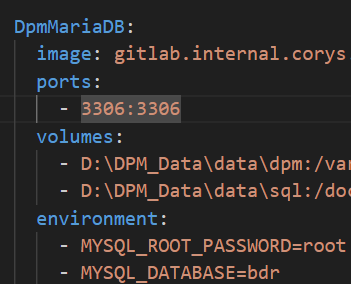 DpmMariaDB:
image: gitlab.internal.corys
ports:
- 3306:3306
volumes:
- D:\DPM_Data\data\dpm:/var
- D:\DPM_Data\data\sql:/doc
environment:
- MYSQL_ROOT_PASSWORD=root
- MYSQL_DATABASE=bdr